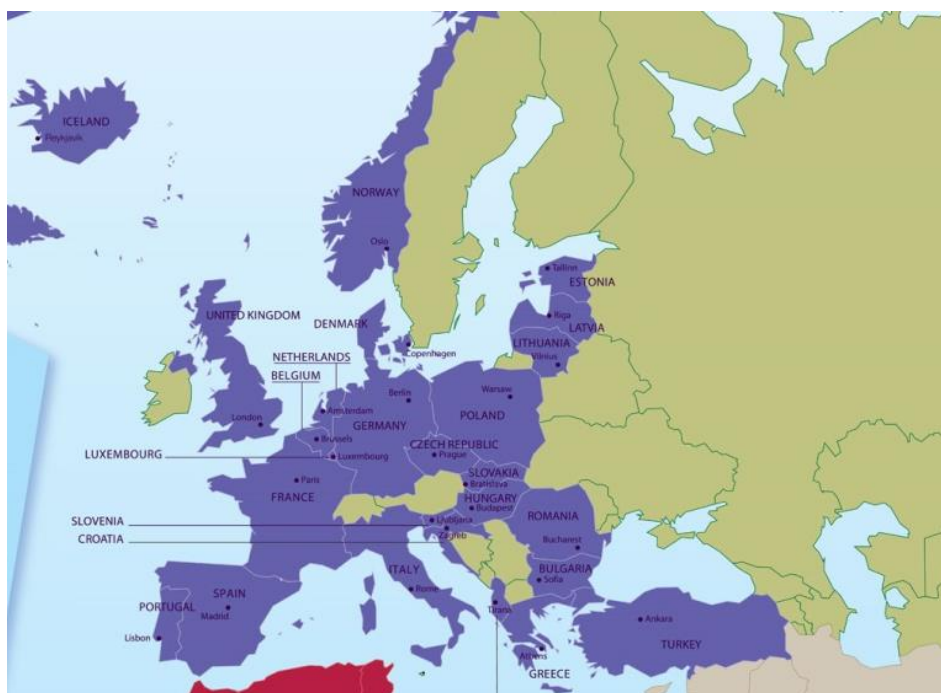 ICELAND
Reykjavik
NORWAY
Oslo
Tallinn
ESTONIA
UNITED KINGDOM
DENMARK
Riga
LATVIA
LITHUANIA
Vilnius
Copenhagen
NETHERLANDS
BELGIUM
Berlin
Warsaw
London
Amsterdam
GERMANY
POLAND
Brussels
CZECH REPUBLIC
LUXEMBOURG
Luxembourg
Prague
SLOVAKIA
Paris
Bratislava
FRANCE
HUNGARY
Budapest
SLOVENIA
Ljubljana
ROMANIA
Zagreb
CROATIA
Bucharest
ITALY
BULGARIA
Sofia
Rome
SPAIN
PORTUGAL
Madrid
Tirana
Ankara
Lisbon
TURKEY
Athens
GREECE